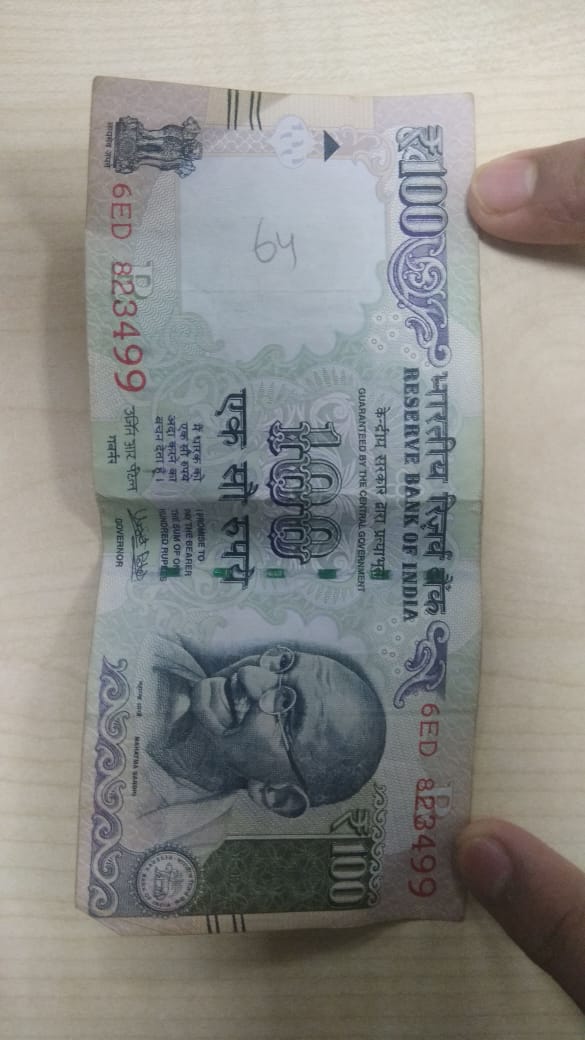 ₹100
भारतीय रिज़र्व बैंक
RESERVE BANK OF INDIA
केन्द्रीय सरकार द्वारा प्रत्याभूत
GUARANTEED BY THE CENTRAL GOVERNMENT
6ED 823499
₹100
100
एक सौ रुपये
मैं धारक को
एक सौ रुपये
अदा करने का
वचन देता हूँ।
I PROMISE TO
PAY THE BEARER
THE SUM OF ONE
HUNDRED RUPEES
उर्जित आर पटेल
गवर्नर
GOVERNOR
महात्मा गांधी
MAHATMA GANDHI
सत्यमेव जयते
6ED 823499
64